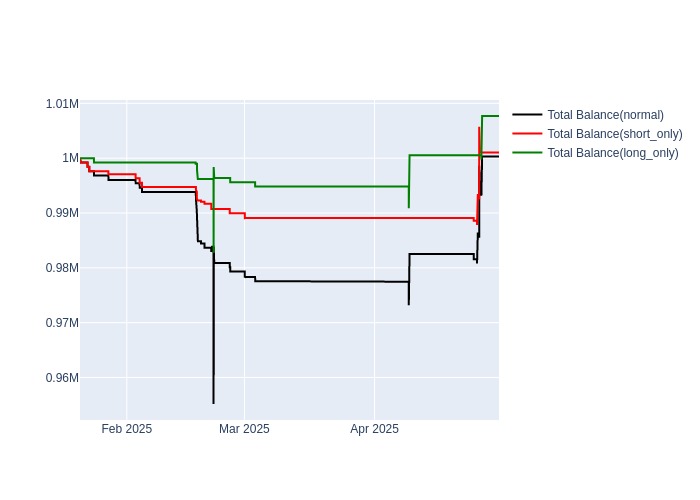 1.01M
1M
0.99M
0.98M
0.97M
0.96M
Feb 2025
Mar 2025
Apr 2025
Total Balance(normal)
Total Balance(short_only)
Total Balance(long_only)